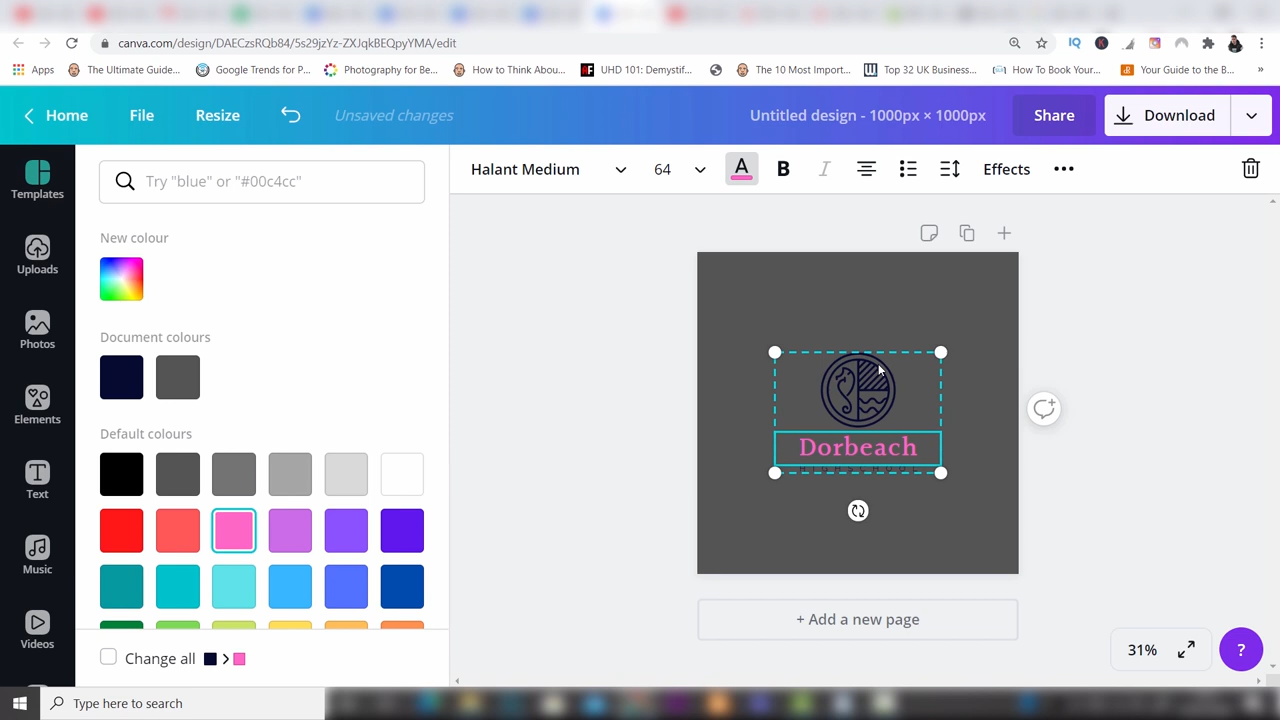 canva.com/design/DAECzsRQb84/5s29jzYz-ZXJqkBEQpyYMA/edit
Apps
The Ultimate Guide...
Google Trends for P...
Photography for Be...
How to Think Abou...
UHD 101: Demystif...
The 10 Most Import...
Top 32 UK Business...
How To Book Your...
Your Guide to the B...
»
Home
File
Resize
Unsaved changes
Untitled design - 1000px × 1000px
Share
Download
Templates
Uploads
Photos
Elements
Text
Music
Videos
Try "blue" or "#00c4cc"
New colour
Document colours
Default colours
Change all
Halant Medium
64
A
B
I
Effects
Dorbeach
+ Add a new page
31%
?
Type here to search